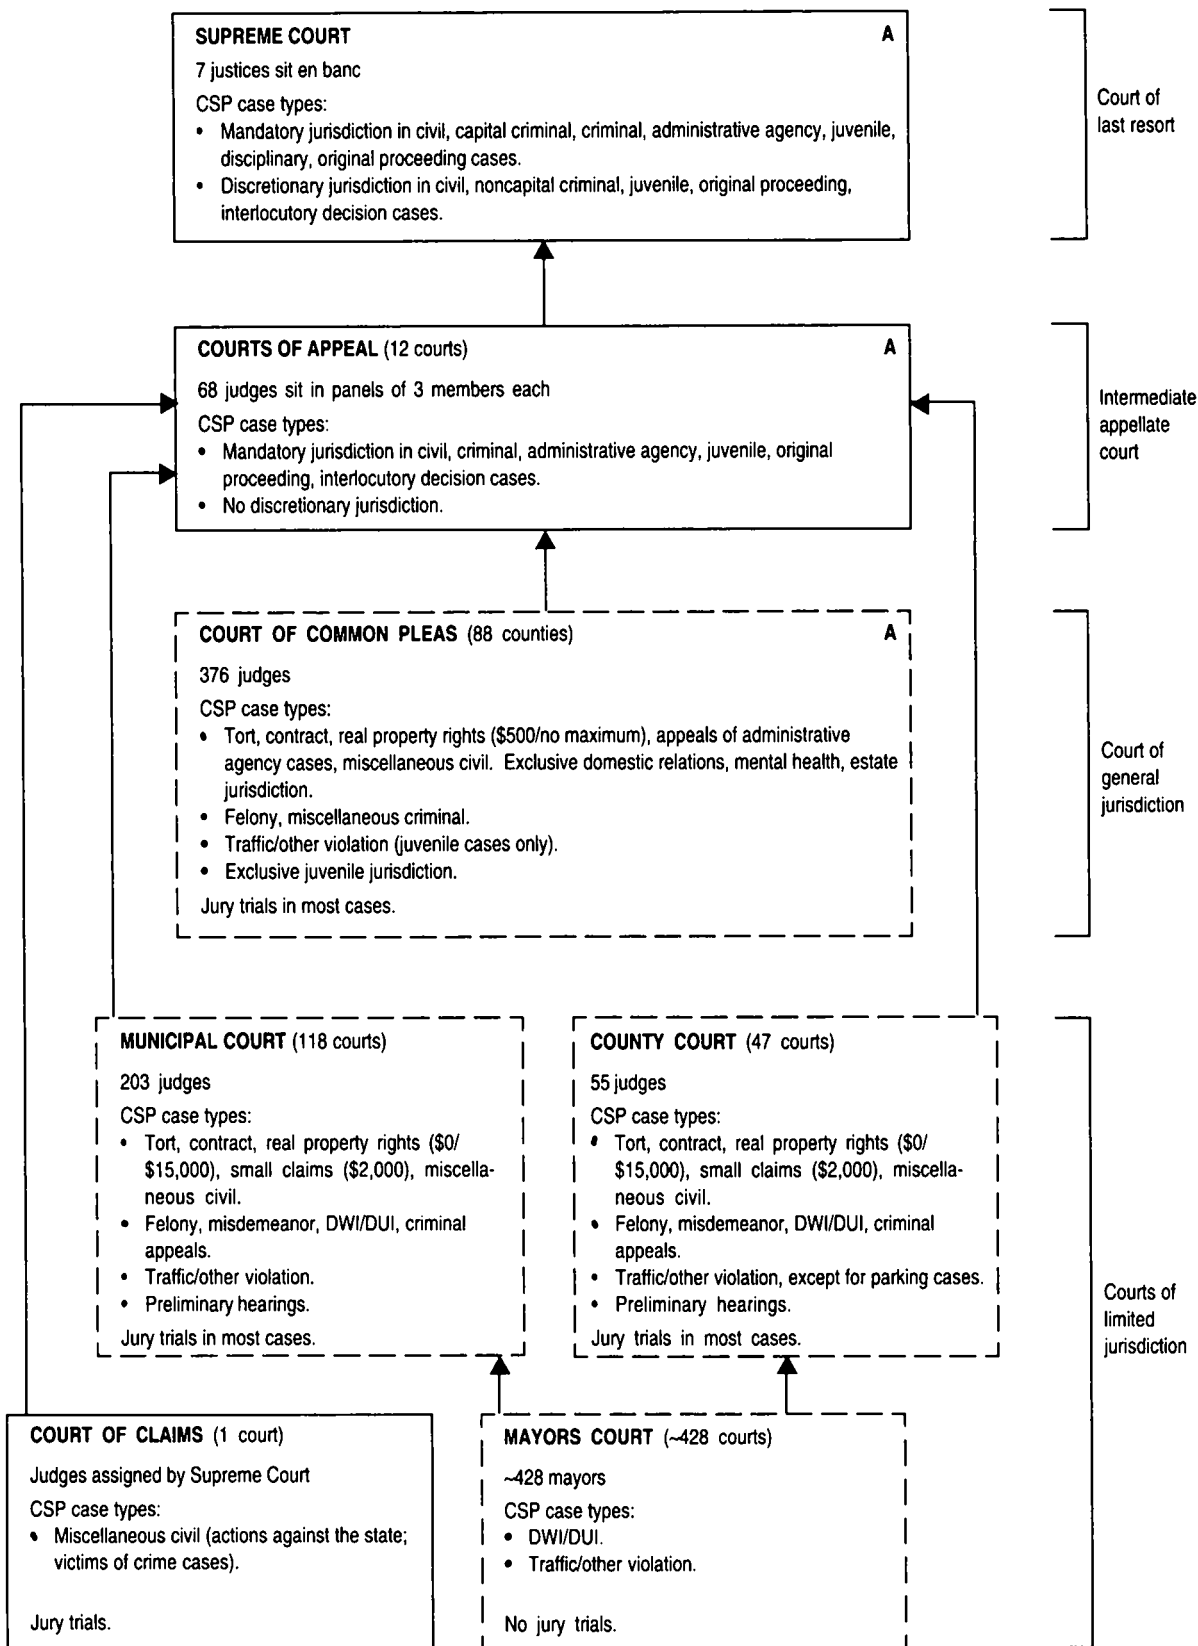 SUPREME COURT A
7 justices sit en banc
CSP case types:
• Mandatory jurisdiction in civil, capital criminal, criminal, administrative agency, juvenile,
disciplinary, original proceeding cases.
• Discretionary jurisdiction in civil, noncapital criminal, juvenile, original proceeding,
interlocutory decision cases.
Court of
last resort
COURTS OF APPEAL (12 courts) A
68 judges sit in panels of 3 members each
CSP case types:
• Mandatory jurisdiction in civil, criminal, administrative agency, juvenile, original
proceeding, interlocutory decision cases.
• No discretionary jurisdiction.
Intermediate
appellate
court
COURT OF COMMON PLEAS (88 counties) A
376 judges
CSP case types:
• Tort, contract, real property rights ($500/no maximum), appeals of administrative
agency cases, miscellaneous civil. Exclusive domestic relations, mental health, estate
jurisdiction.
• Felony, miscellaneous criminal.
• Traffic/other violation (juvenile cases only).
• Exclusive juvenile jurisdiction.
Jury trials in most cases.
Court of
general
jurisdiction
MUNICIPAL COURT (118 courts)
203 judges
CSP case types:
• Tort, contract, real property rights ($0/
$15,000), small claims ($2,000), miscella-
neous civil.
• Felony, misdemeanor, DWI/DUI, criminal
appeals.
• Traffic/other violation.
• Preliminary hearings.
Jury trials in most cases.
COUNTY COURT (47 courts)
55 judges
CSP case types:
• Tort, contract, real property rights ($0/
$15,000), small claims ($2,000), miscella-
neous civil.
• Felony, misdemeanor, DWI/DUI, criminal
appeals.
• Traffic/other violation, except for parking cases.
• Preliminary hearings.
Jury trials in most cases.
Courts of
limited
jurisdiction
COURT OF CLAIMS (1 court)
Judges assigned by Supreme Court
CSP case types:
• Miscellaneous civil (actions against the state;
victims of crime cases).
Jury trials.
MAYORS COURT (~428 courts)
~428 mayors
CSP case types:
• DWI/DUI.
• Traffic/other violation.
No jury trials.